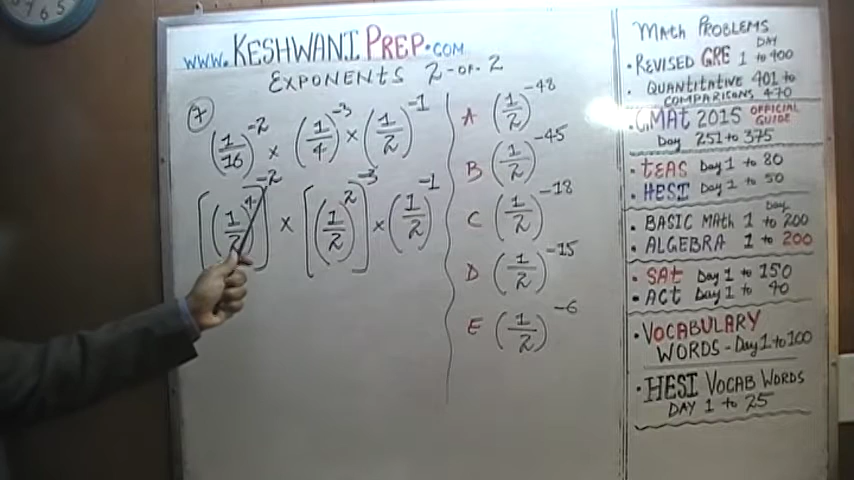 www.KESHWANIPREP.COM
EXPONENTS 2-OF-2
7
(1/16)^-2 × (1/4)^-3 × (1/2)^-1
[(1/2)^4]^-2 × [(1/2)^2]^-3 × (1/2)^-1
A (1/2)^-48
B (1/2)^-45
C (1/2)^-18
D (1/2)^-15
E (1/2)^-6
Math PROBLEMS
DAY
• REVISED GRE 1 to 400
• QUANTITATIVE 401 to
COMPARISONS 470
• GMAt 2015 OFFICIAL GUIDE
Day 251 to 375
• tEAS Day 1 to 80
• HESI Day 1 to 50
Day
• BASIC Math 1 to 200
• ALGEBRA 1 to 200
• SAt Day 1 to 150
• ACt Day 1 to 40
• VOCABULARY
WORDS - Day 1 to 100
• HESI VOCAB WORDS
DAY 1 to 25
7 6 5